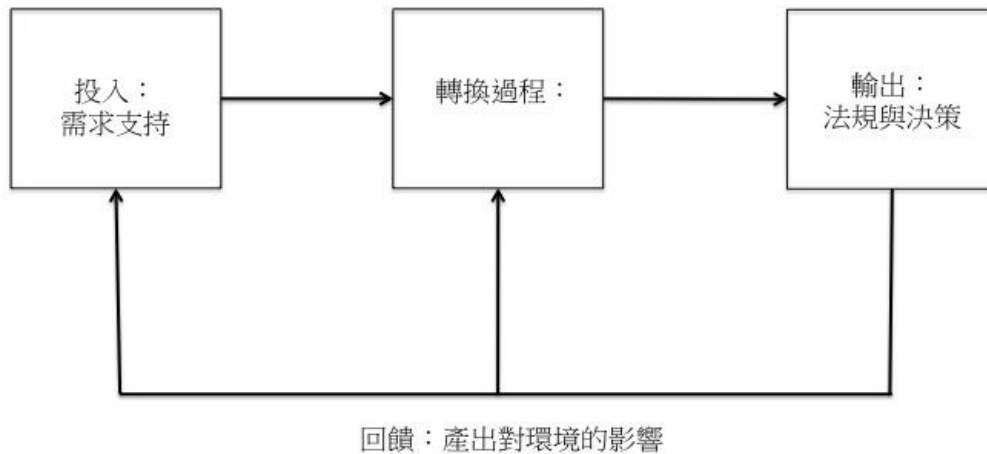 投入：
需求支持
轉換過程：
輸出：
法規與決策
回饋：產出對環境的影響